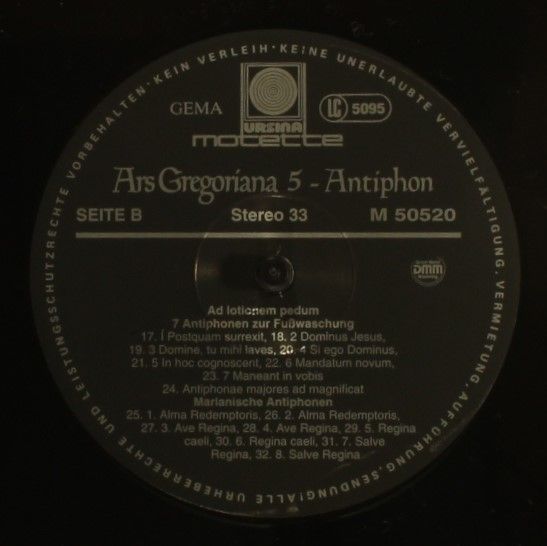 KEINE UNERLAUBTE VERVIELFÄLTIGUNG, VERMIETUNG, AUFFÜHRUNG, SENDUNG! ALLE URHEBERRECHTE UND LEISTUNGSSCHUTZRECHTE VORBEHALTEN · KEIN VERLEIH ·
GEMA
URSINA
motette
LC 5095
Ars Gregoriana 5 - Antiphon
SEITE B Stereo 33 M 50520
DMM
Ad lotionem pedum
7 Antiphonen zur Fußwaschung
17. 1 Postquam surrexit, 18. 2 Dominus Jesus,
19. 3 Domine, tu mihi laves, 20. 4 Si ego Dominus,
21. 5 In hoc cognoscent, 22. 6 Mandatum novum,
23. 7 Maneant in vobis
24. Antiphonae majores ad magnificat
Marianische Antiphonen
25. 1. Alma Redemptoris, 26. 2. Alma Redemptoris,
27. 3. Ave Regina, 28. 4. Ave Regina, 29. 5. Regina
caeli, 30. 6. Regina caeli, 31. 7. Salve
Regina, 32. 8. Salve Regina